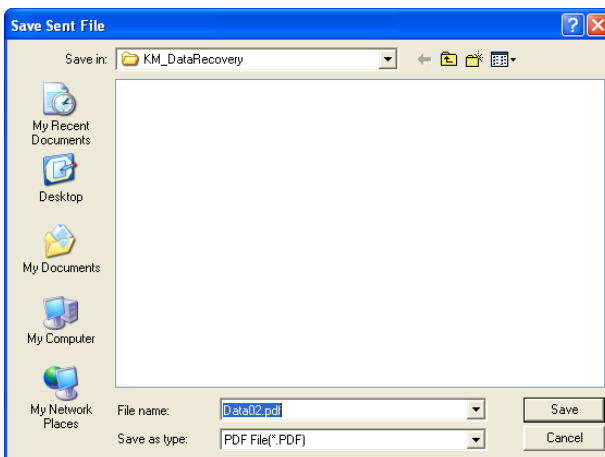 Save Sent File
Save in:
KM_DataRecovery
My Recent
Documents
Desktop
My Documents
My Computer
My Network
Places
File name:
Data02.pdf
Save
Save as type:
PDF File(*.PDF)
Cancel